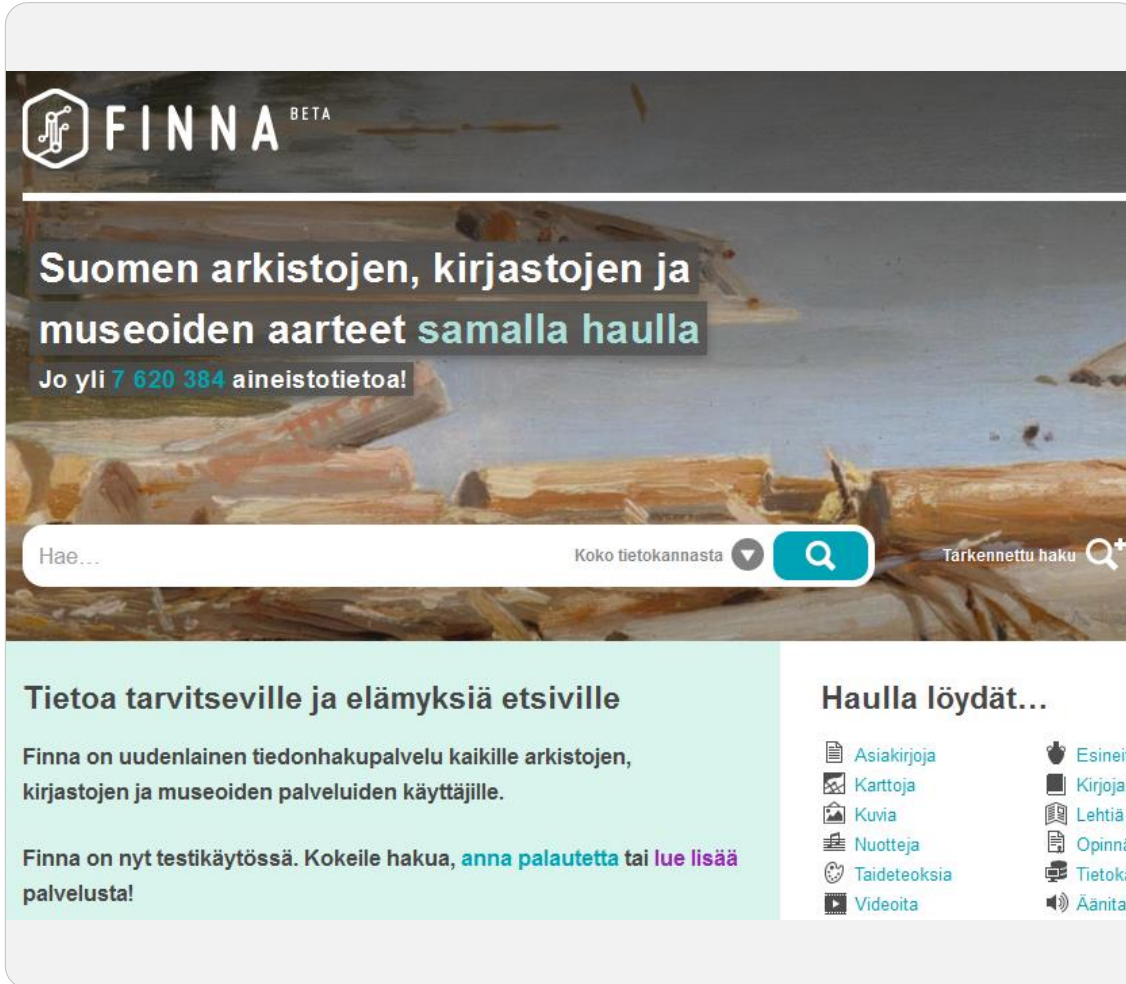 FINNA BETA
Suomen arkistojen, kirjastojen ja
museoiden aarteet samalla haulla
Jo yli 7 620 384 aineistotietoa!
Hae...
Koko tietokannasta
Tarkennettu haku
Tietoa tarvitseville ja elämyksiä etsiville
Finna on uudenlainen tiedonhakupalvelu kaikille arkistojen,
kirjastojen ja museoiden palveluiden käyttäjille.
Finna on nyt testikäytössä. Kokeile hakua, anna palautetta tai lue lisää
palvelusta!
Haulla löydät...
Asiakirjoja
Karttoja
Kuvia
Nuotteja
Taideteoksia
Videoita
Kirjoja
Lehtiä